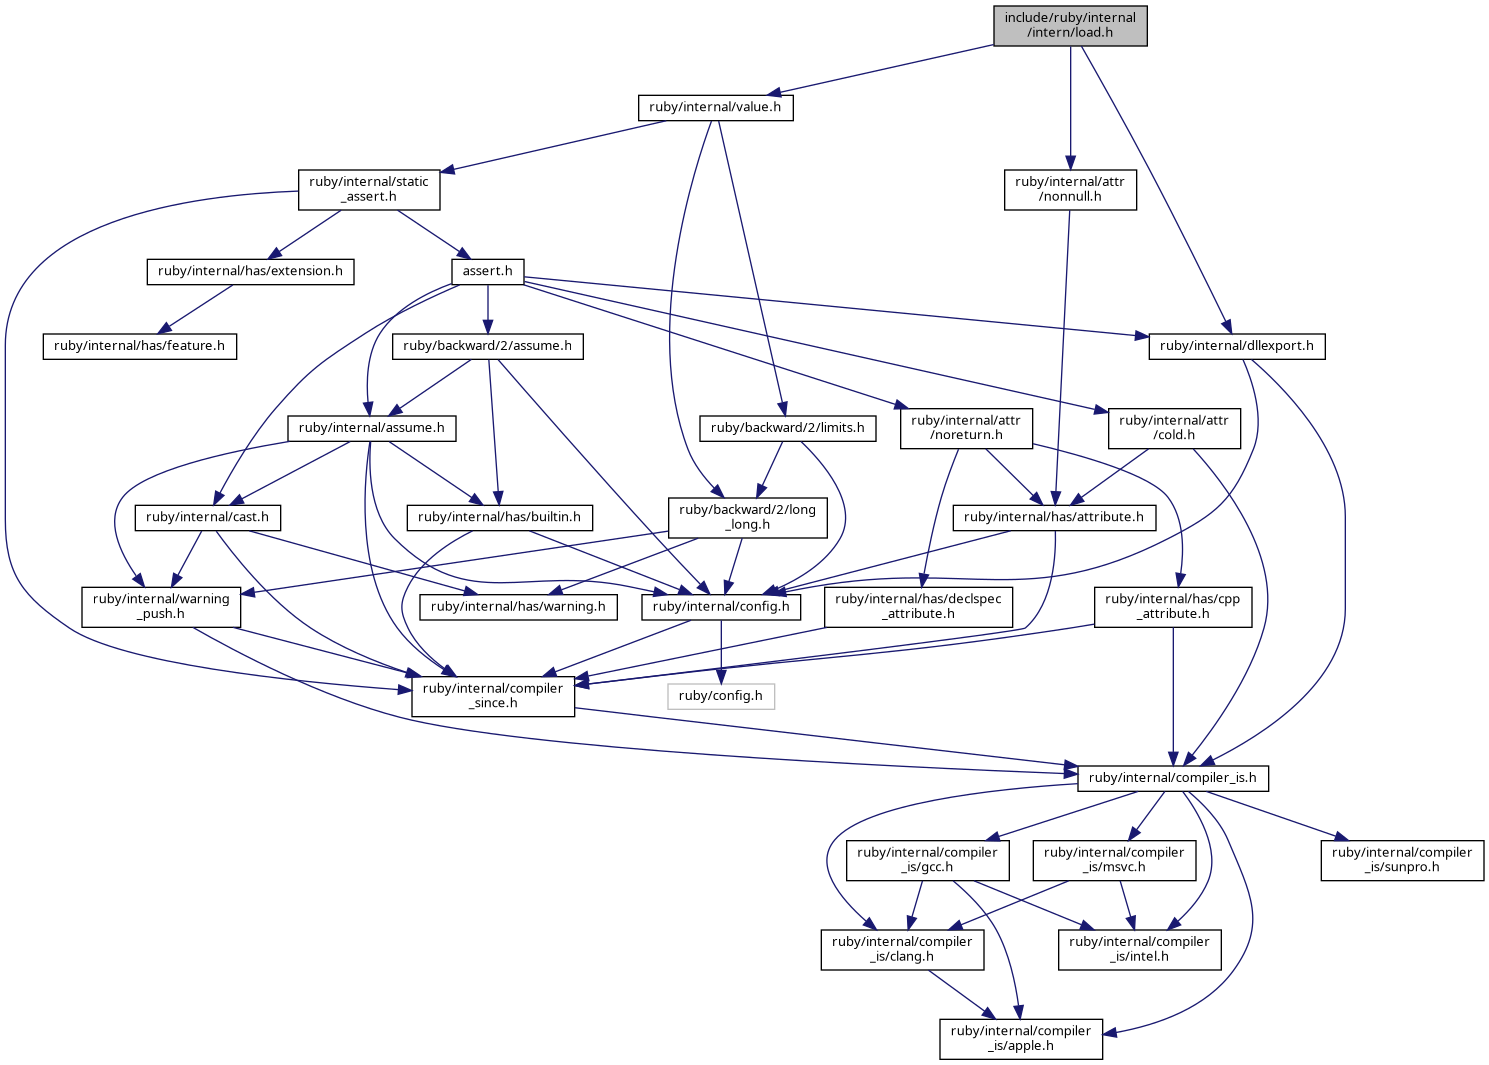 include/ruby/internal
/intern/load.h
ruby/internal/value.h
ruby/internal/static
_assert.h
ruby/internal/attr
/nonnull.h
ruby/internal/has/extension.h
assert.h
ruby/internal/has/feature.h
ruby/backward/2/assume.h
ruby/internal/dllexport.h
ruby/internal/assume.h
ruby/backward/2/limits.h
ruby/internal/attr
/noreturn.h
ruby/internal/attr
/cold.h
ruby/internal/cast.h
ruby/internal/has/builtin.h
ruby/backward/2/long
_long.h
ruby/internal/has/attribute.h
ruby/internal/warning
_push.h
ruby/internal/has/warning.h
ruby/internal/config.h
ruby/internal/has/declspec
_attribute.h
ruby/internal/has/cpp
_attribute.h
ruby/internal/compiler
_since.h
ruby/config.h
ruby/internal/compiler_is.h
ruby/internal/compiler
_is/gcc.h
ruby/internal/compiler
_is/msvc.h
ruby/internal/compiler
_is/sunpro.h
ruby/internal/compiler
_is/clang.h
ruby/internal/compiler
_is/intel.h
ruby/internal/compiler
_is/apple.h